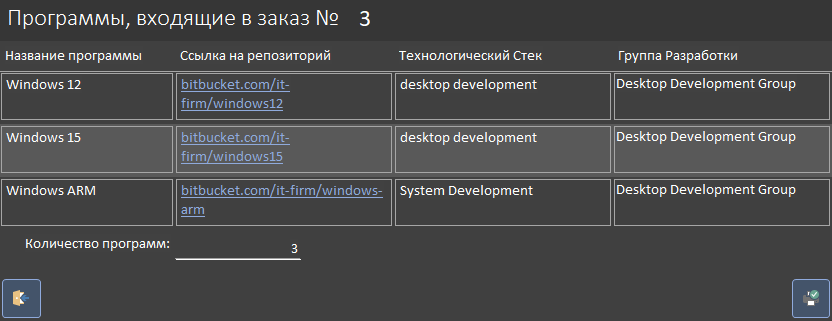 Программы, входящие в заказ № 3
Название программы Ссылка на репозиторий Технологический Стек Группа Разработки
Windows 12 bitbucket.com/it- desktop development Desktop Development Group
firm/windows12
Windows 15 bitbucket.com/it- desktop development Desktop Development Group
firm/windows15
Windows ARM bitbucket.com/it-firm/windows- System Development Desktop Development Group
arm
Количество программ: 3